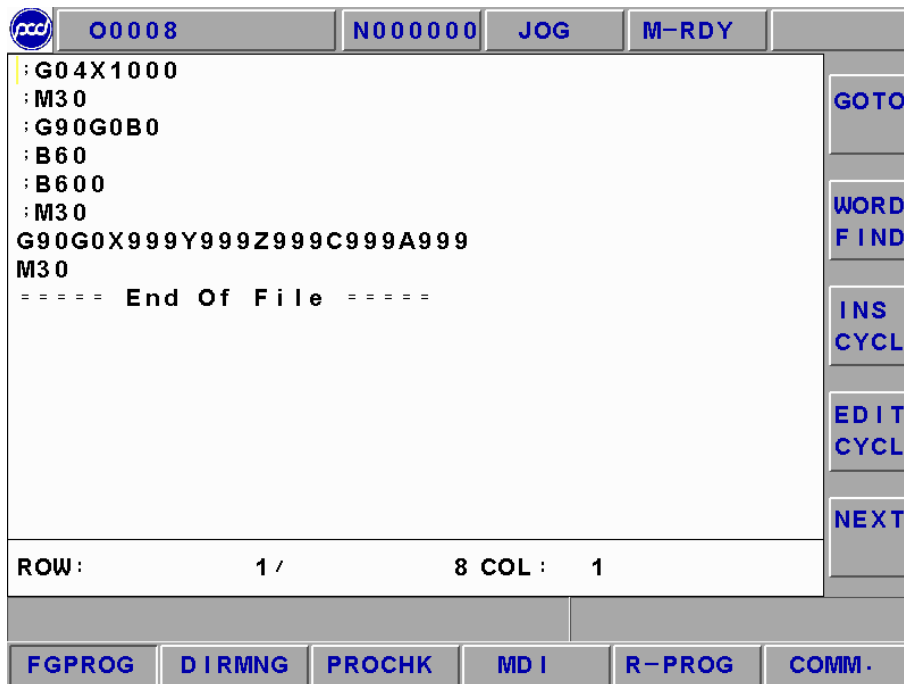 pcd O0008 N000000 JOG M-RDY
;G04X1000
;M30
;G90G0B0
;B60
;B600
;M30
G90G0X999Y999Z999C999A999
M30
===== End Of File =====
GOTO
WORD
FIND
INS
CYCL
EDIT
CYCL
NEXT
ROW: 1/ 8 COL: 1
FGPROG DIRMNG PROCHK MDI R-PROG COMM.